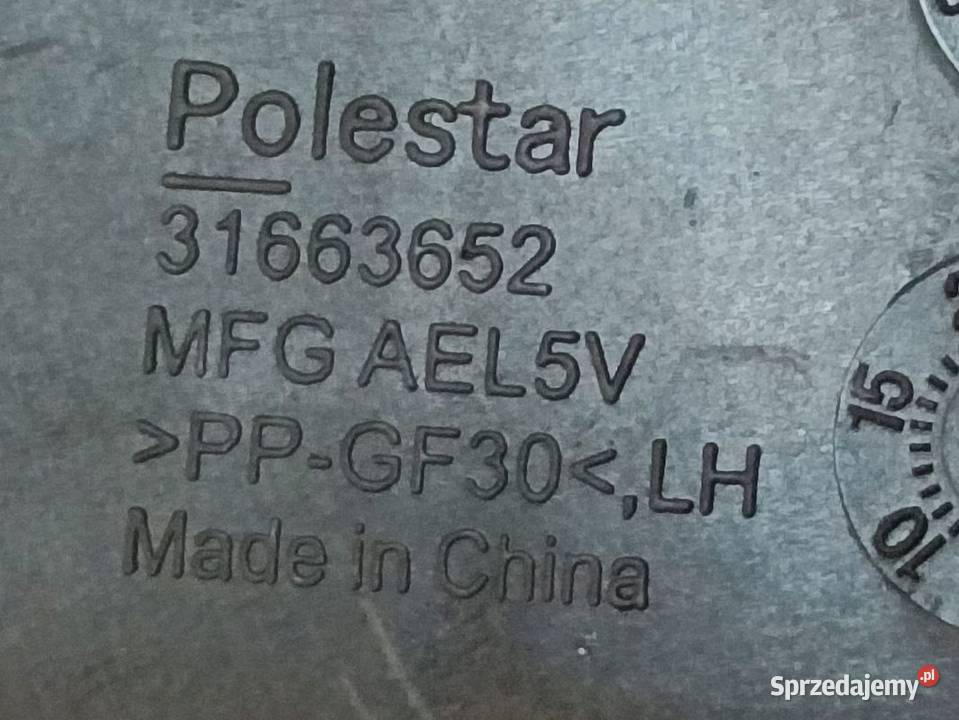 Polestar
31663652
MFG AEL5V
>PP-GF30<,LH
Made in China
15
10
Sprzedajemy.pl